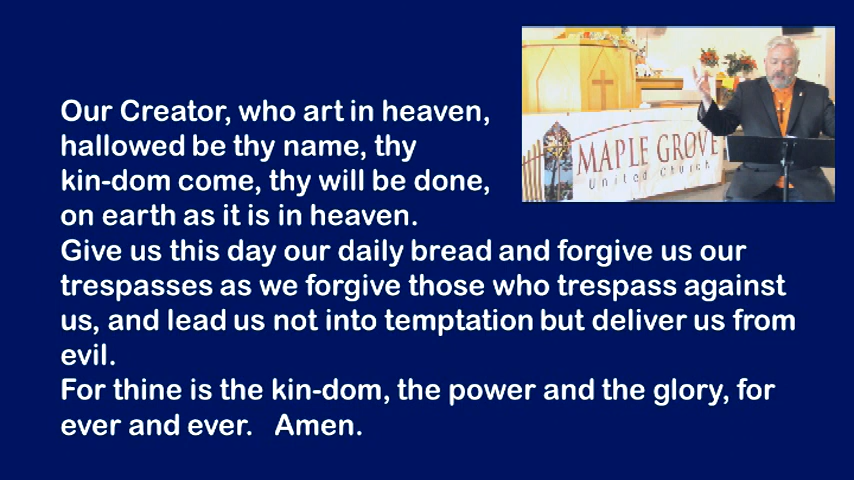 Our Creator, who art in heaven,
hallowed be thy name, thy
kin-dom come, thy will be done,
on earth as it is in heaven.
Give us this day our daily bread and forgive us our
trespasses as we forgive those who trespass against
us, and lead us not into temptation but deliver us from
evil.
For thine is the kin-dom, the power and the glory, for
ever and ever. Amen.
MAPLE GROVE
United Church